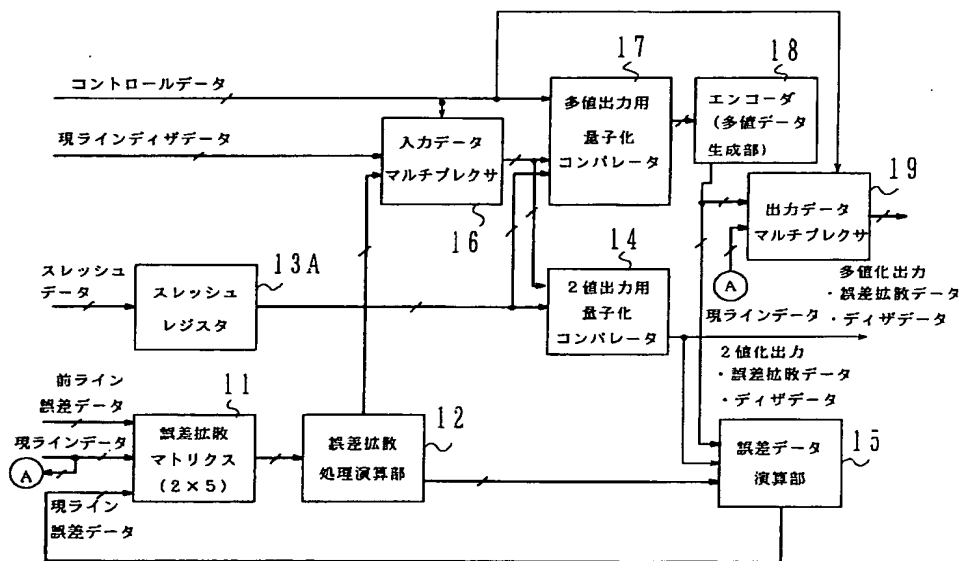 コントロールデータ
現ラインディザデータ
スレッシュ
データ
13A
スレッシュ
レジスタ
入力データ
マルチプレクサ
16
17
多値出力用
量子化
コンパレータ
18
エンコーダ
(多値データ
生成部)
19
出力データ
マルチプレクサ
A
現ラインデータ
多値化出力
・誤差拡散データ
・ディザデータ
14
2値出力用
量子化
コンパレータ
2値化出力
・誤差拡散データ
・ディザデータ
前ライン
誤差データ
現ラインデータ
A
現ライン
誤差データ
11
誤差拡散
マトリクス
(2×5)
12
誤差拡散
処理演算部
15
誤差データ
演算部